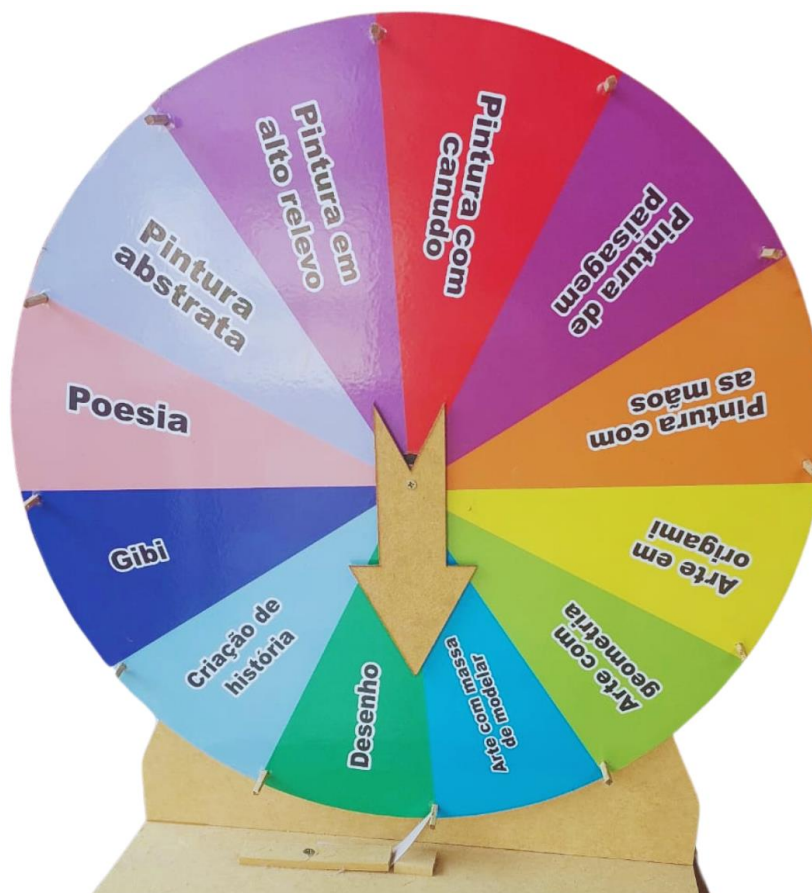 Pintura com
canudo
Pintura de
paisagem
Pintura com
as mãos
Arte em
origami
Arte com
geometria
Arte com massa
de modelar
Desenho
Criação de
história
Gibi
Poesia
Pintura
abstrata
Pintura em
alto relevo